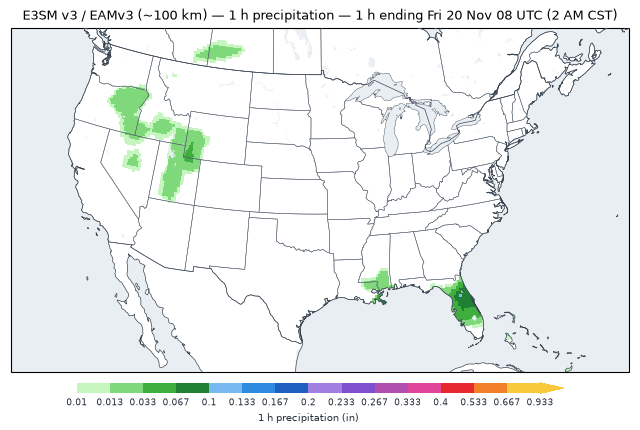 E3SM v3 / EAMv3 (~100 km) — 1 h precipitation — 1 h ending Fri 20 Nov 08 UTC (2 AM CST)
0.01 0.013 0.033 0.067 0.1 0.133 0.167 0.2 0.233 0.267 0.333 0.4 0.533 0.667 0.933
1 h precipitation (in)